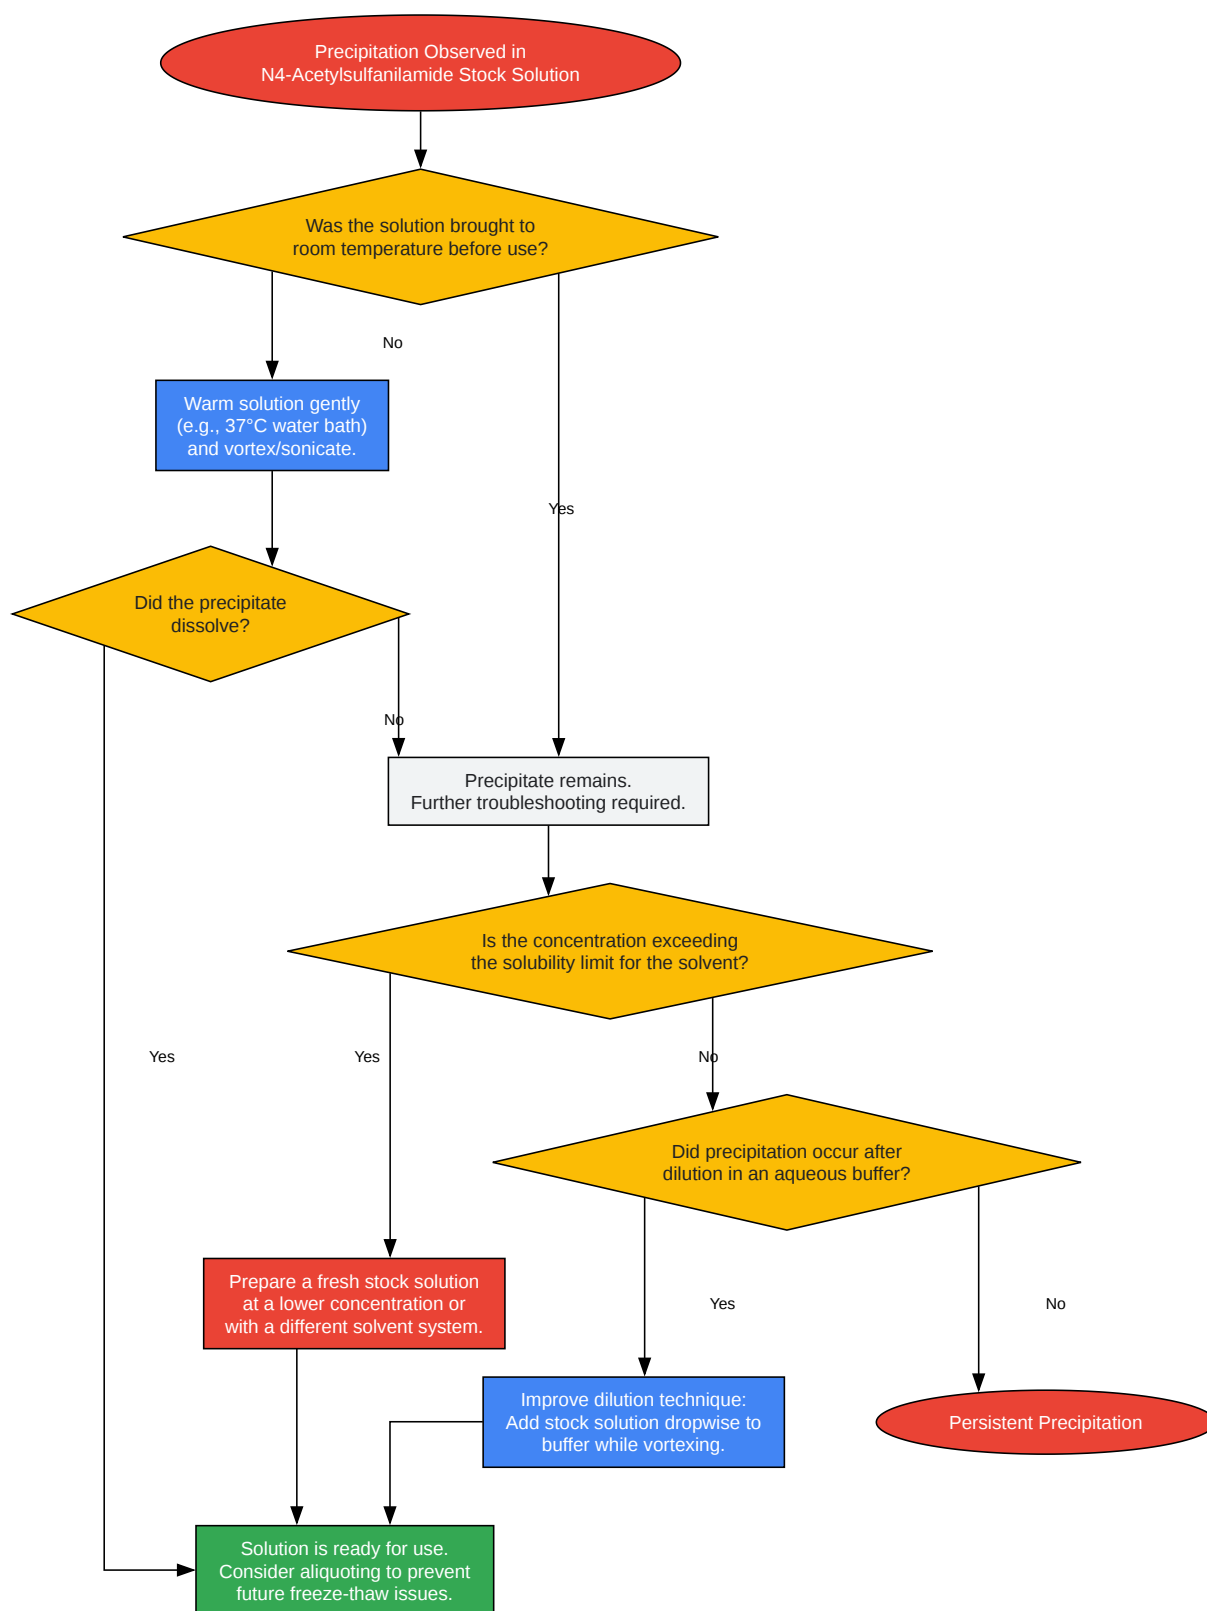 Precipitation Observed in
N4-Acetylsulfanilamide Stock Solution
Was the solution brought to
room temperature before use?
No
Warm solution gently
(e.g., 37°C water bath)
and vortex/sonicate.
Yes
Did the precipitate
dissolve?
No
Precipitate remains.
Further troubleshooting required.
Is the concentration exceeding
the solubility limit for the solvent?
Yes
Yes
No
Did precipitation occur after
dilution in an aqueous buffer?
Prepare a fresh stock solution
at a lower concentration or
with a different solvent system.
Yes
No
Improve dilution technique:
Add stock solution dropwise to
buffer while vortexing.
Persistent Precipitation
Solution is ready for use.
Consider aliquoting to prevent
future freeze-thaw issues.